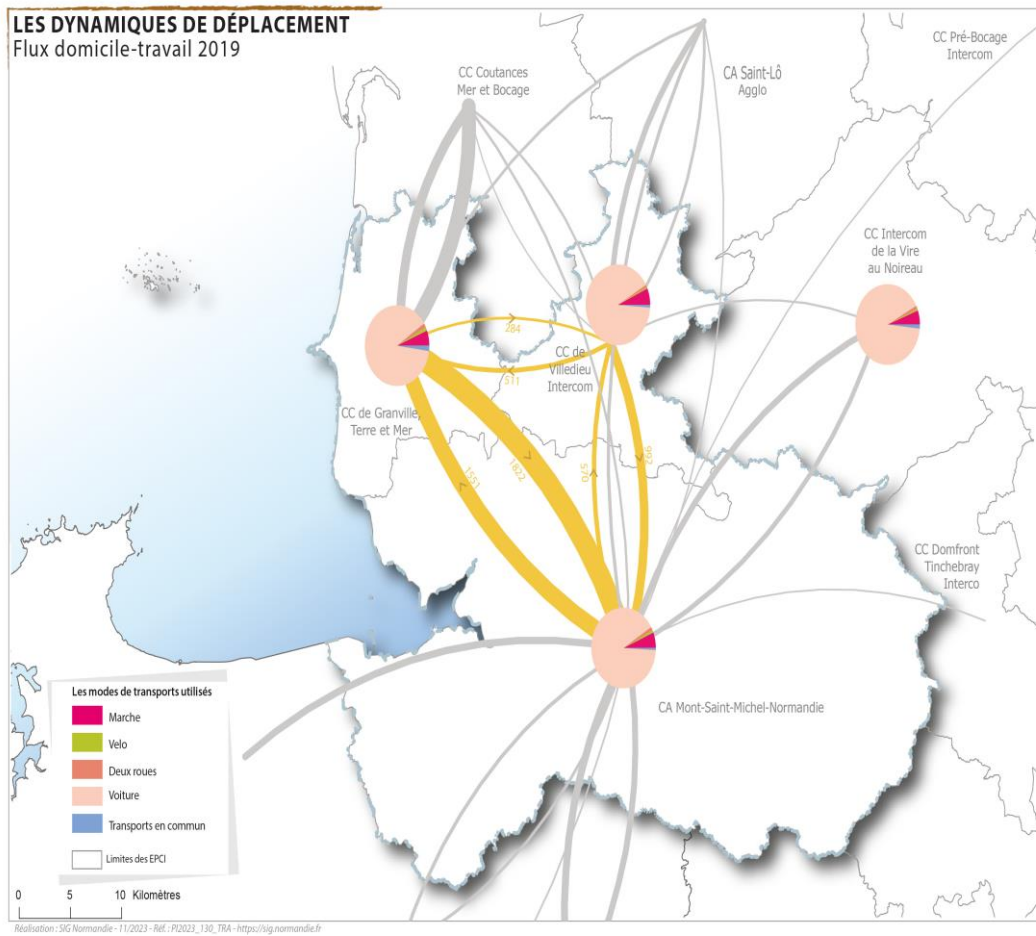 LES DYNAMIQUES DE DÉPLACEMENT
Flux domicile-travail 2019
CC Pré-Bocage
Intercom
CC Coutances
Mer et Bocage
CA Saint-Lô
Agglo
CC Intercom
de la Vire
au Noireau
284
511
CC de
Villedieu
Intercom
CC de Granville,
Terre et Mer
1551
1822
570
992
CC Domfront
Tinchebray
Interco
CA Mont-Saint-Michel-Normandie
Les modes de transports utilisés
Marche
Velo
Deux roues
Voiture
Transports en commun
Limites des EPCI
0 5 10 Kilomètres
Réalisation : SIG Normandie - 11/2023 - Réf. : PJ2023_130_TRA - https://sig.normandie.fr